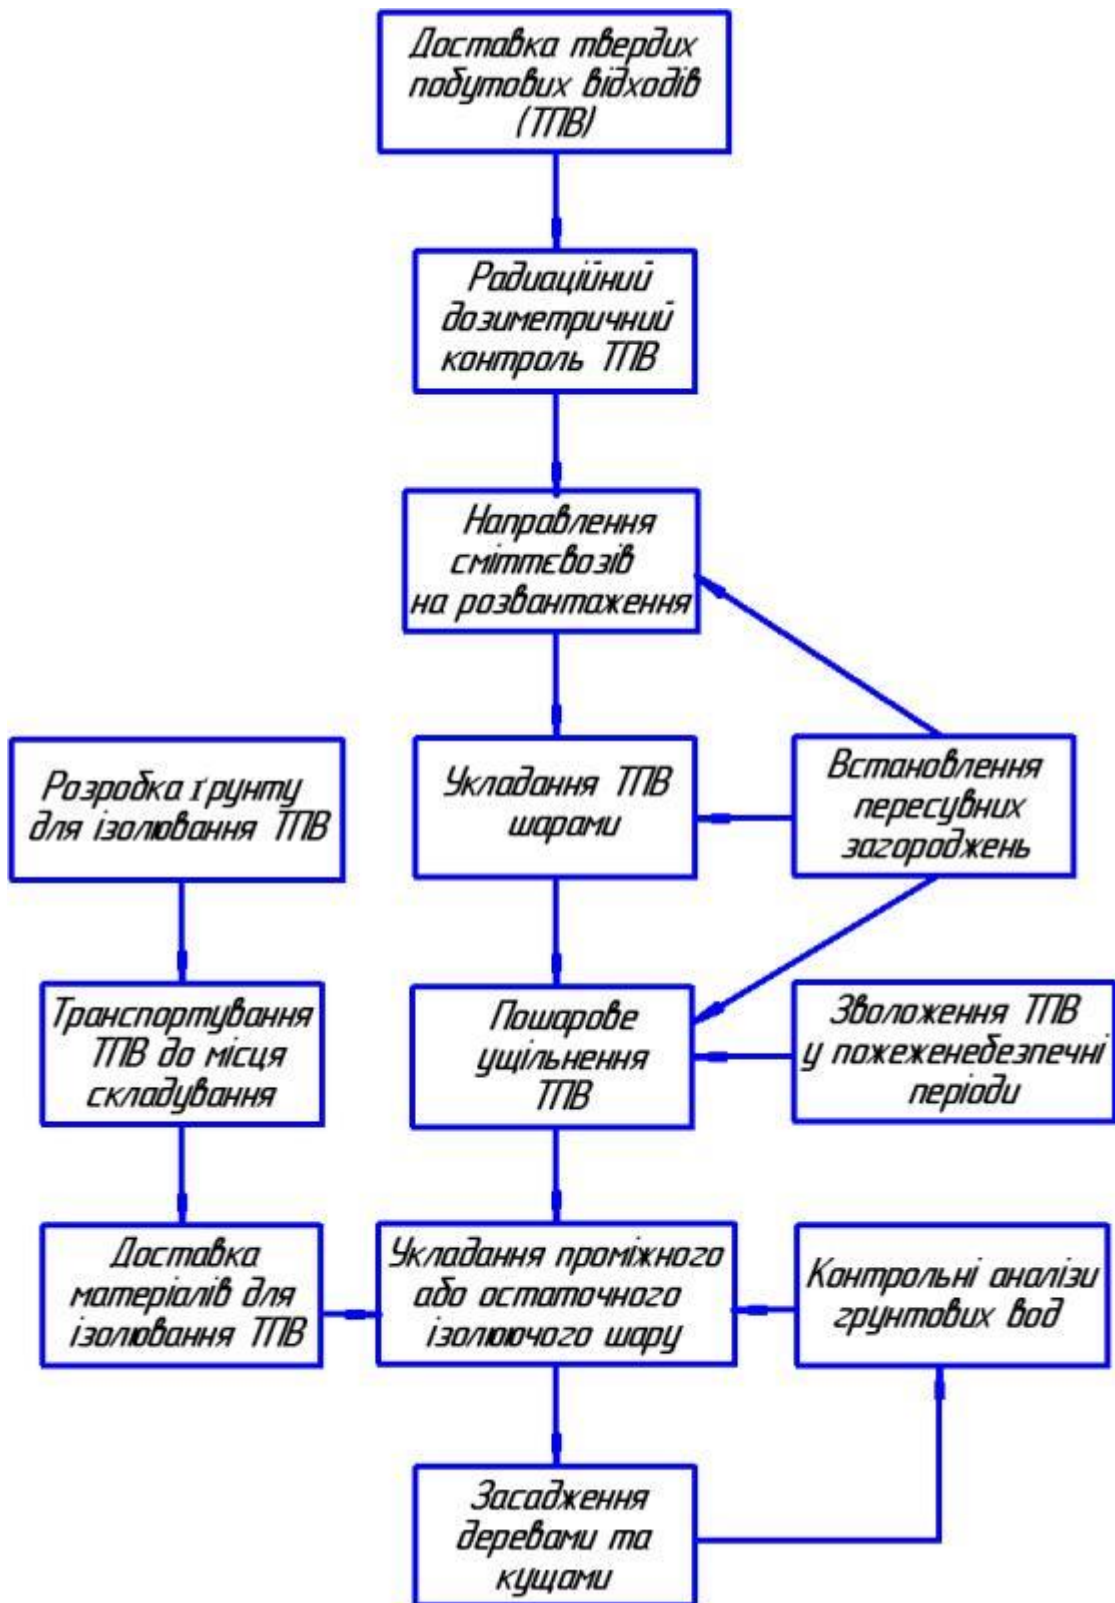 Доставка твердих
побутових відходів
(ТПВ)
Радиаційний
дозиметричний
контроль ТПВ
Направлення
сміттєвозів
на розвантаження
Розробка ґрунту
для ізолювання ТПВ
Укладання ТПВ
шарами
Встановлення
пересувних
загороджень
Транспортування
ТПВ до місця
складування
Пошарове
ущільнення
ТПВ
Зволоження ТПВ
у пожеженебезпечні
періоди
Доставка
матеріалів для
ізолювання ТПВ
Укладання проміжного
або остаточного
ізолюючого шару
Контрольні аналізи
грунтових вод
Засадження
деревами та
кущами